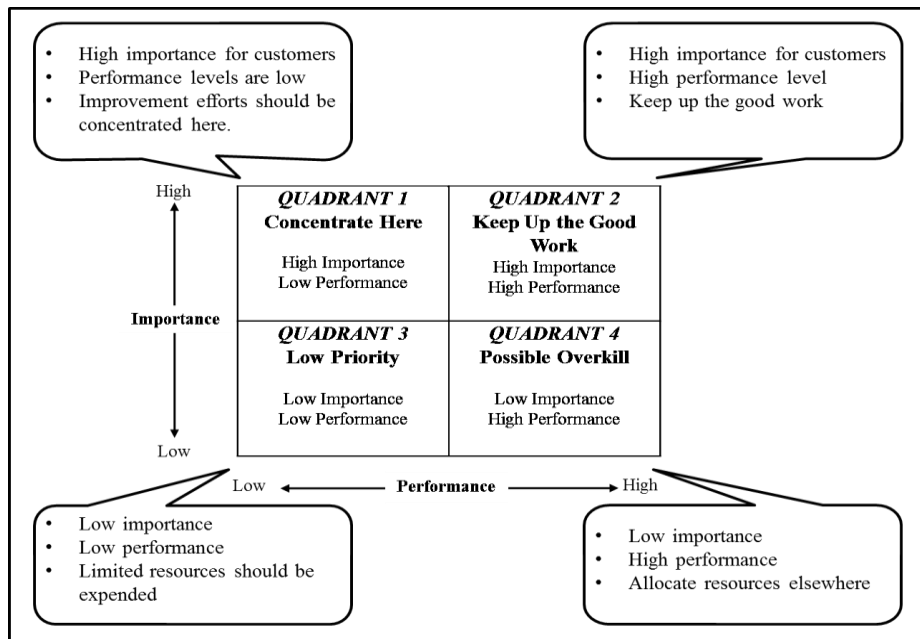 • High importance for customers
• Performance levels are low
• Improvement efforts should be
concentrated here.
• High importance for customers
• High performance level
• Keep up the good work
High
QUADRANT 1
Concentrate Here
High Importance
Low Performance
QUADRANT 2
Keep Up the Good
Work
High Importance
High Performance
Importance
QUADRANT 3
Low Priority
Low Importance
Low Performance
QUADRANT 4
Possible Overkill
Low Importance
High Performance
Low
Low
Performance
High
• Low importance
• Low performance
• Limited resources should be
expended
• Low importance
• High performance
• Allocate resources elsewhere